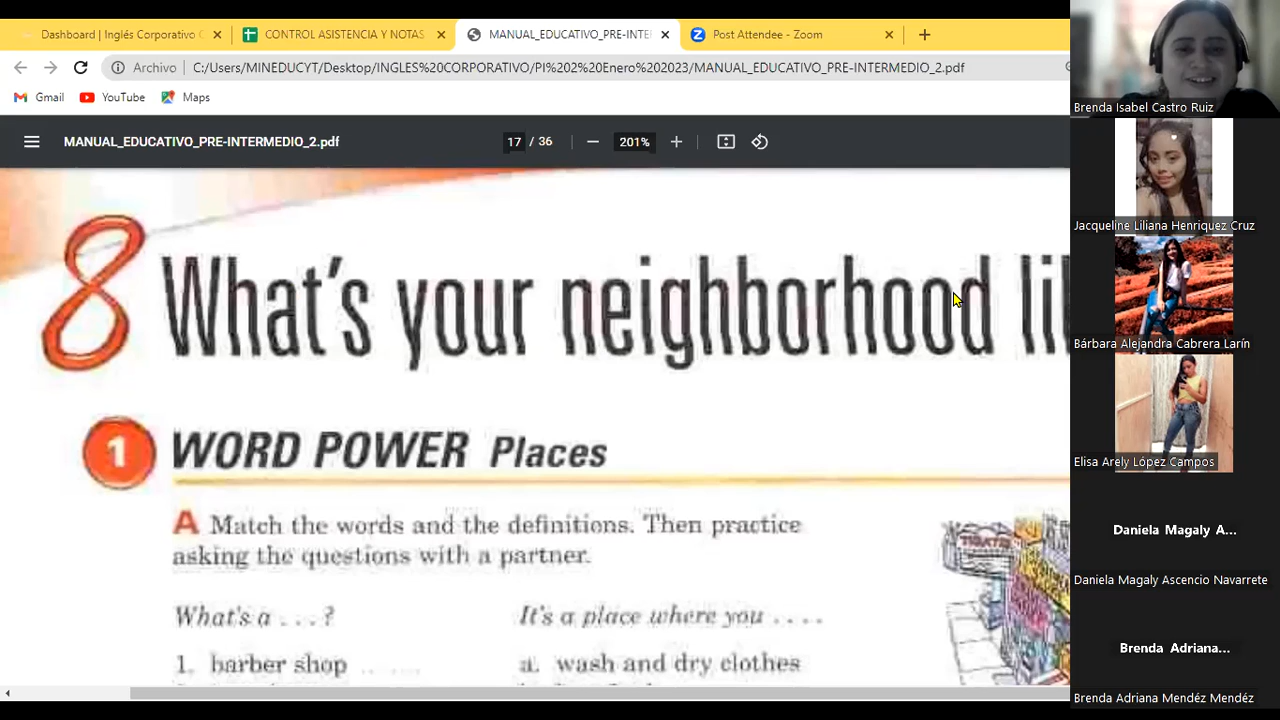 Dashboard | Inglés Corporativo
CONTROL ASISTENCIA Y NOTAS
MANUAL_EDUCATIVO_PRE-INTER
Post Attendee - Zoom
Archivo
C:/Users/MINEDUCYT/Desktop/INGLES%20CORPORATIVO/PI%202%20Enero%202023/MANUAL_EDUCATIVO_PRE-INTERMEDIO_2.pdf
Gmail
YouTube
Maps
MANUAL_EDUCATIVO_PRE-INTERMEDIO_2.pdf
17 / 36
201%
8 What's your neighborhood li
1 WORD POWER Places
A Match the words and the definitions. Then practice
asking the questions with a partner.
What's a . . . ?
It's a place where you . . . .
1. barber shop
a. wash and dry clothes
THEATER
Brenda Isabel Castro Ruiz
Jacqueline Liliana Henriquez Cruz
Bárbara Alejandra Cabrera Larín
Elisa Arely López Campos
Daniela Magaly A...
Daniela Magaly Ascencio Navarrete
Brenda Adriana...
Brenda Adriana Mendéz Mendéz